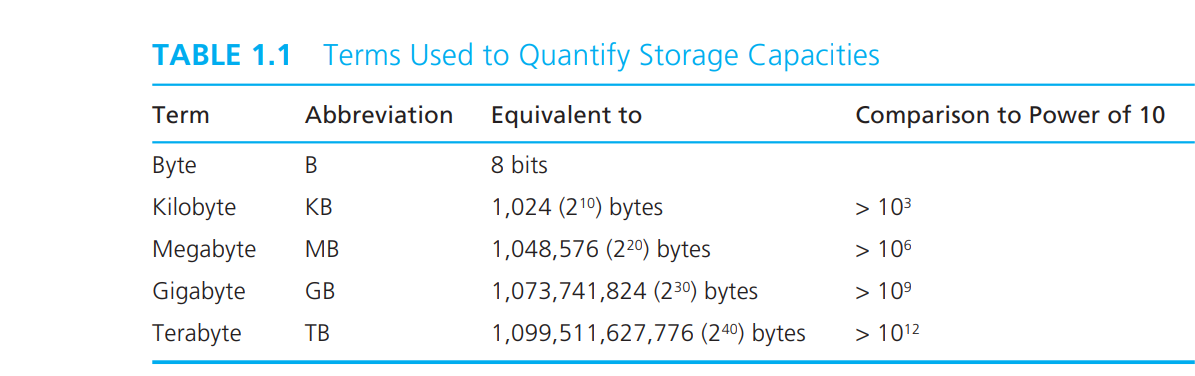 TABLE 1.1 Terms Used to Quantify Storage Capacities
Term Abbreviation Equivalent to Comparison to Power of 10
Byte B 8 bits
Kilobyte KB 1,024 (2¹⁰) bytes > 10³
Megabyte MB 1,048,576 (2²⁰) bytes > 10⁶
Gigabyte GB 1,073,741,824 (2³⁰) bytes > 10⁹
Terabyte TB 1,099,511,627,776 (2⁴⁰) bytes > 10¹²